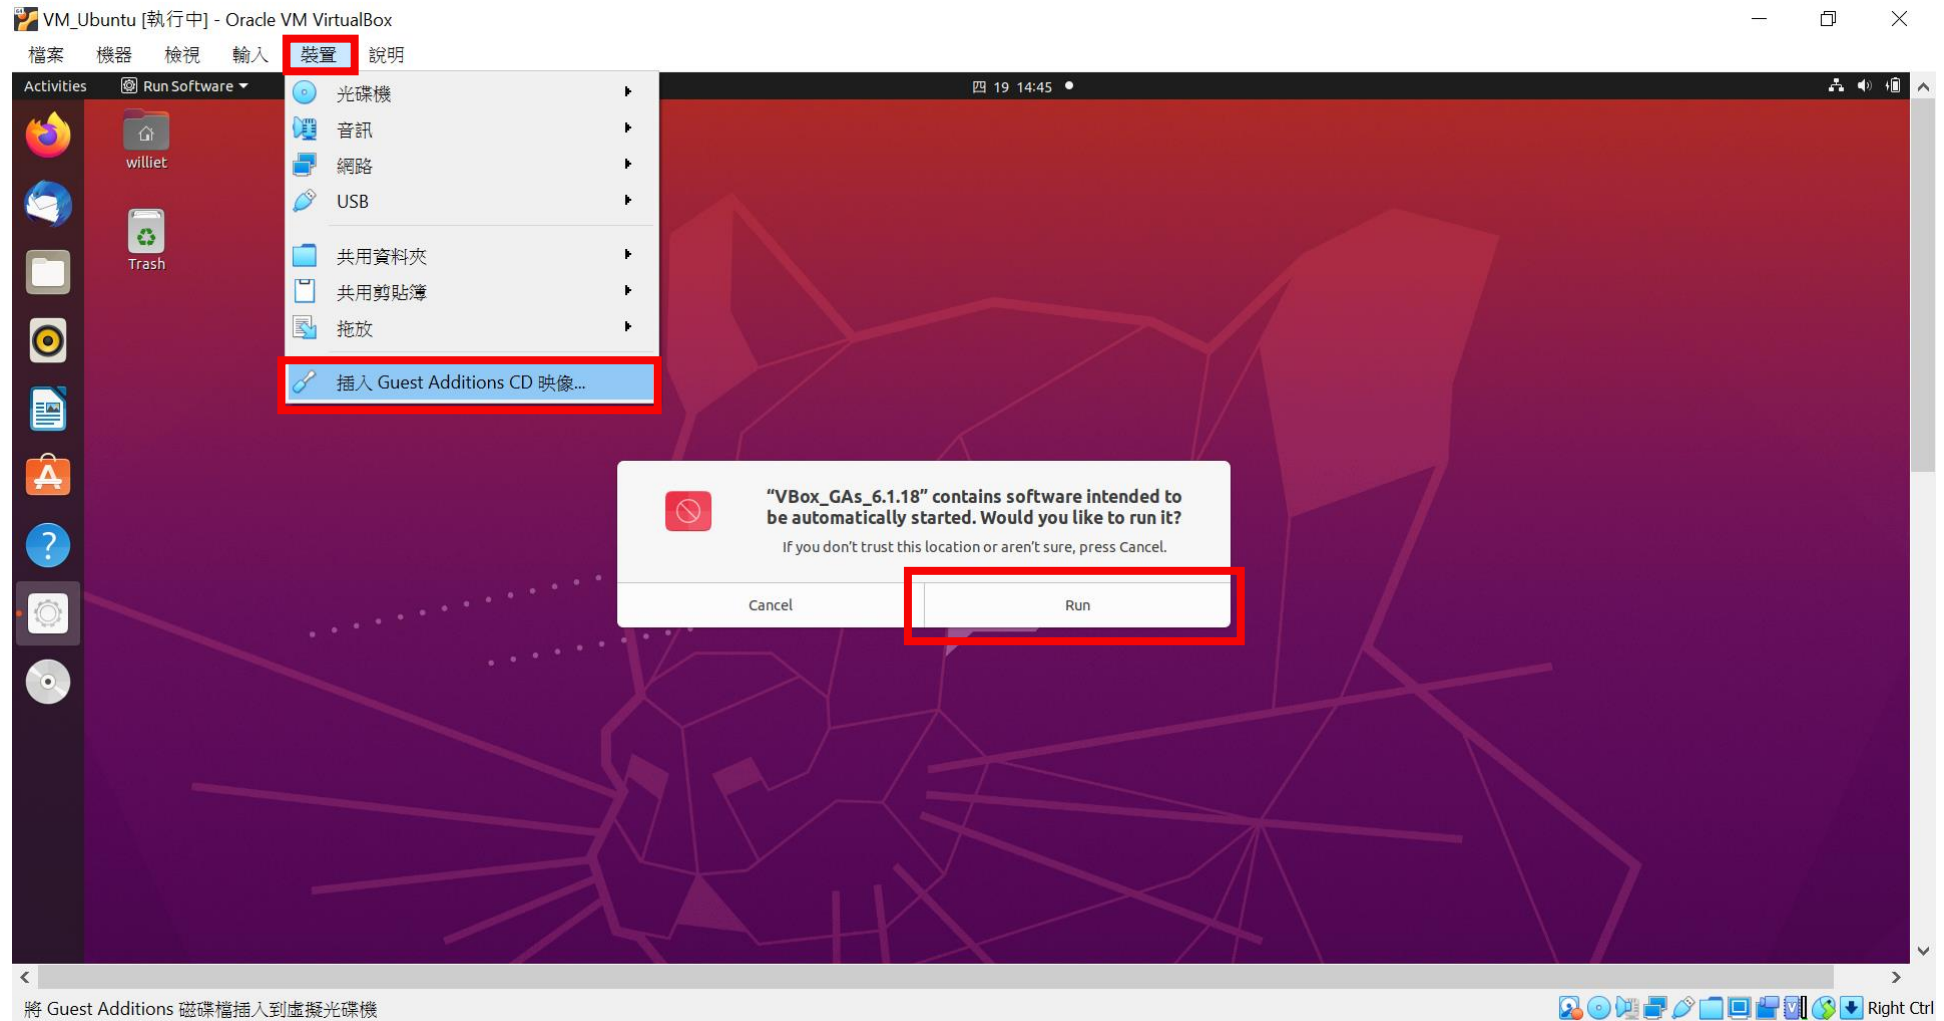 VM_Ubuntu [執行中] - Oracle VM VirtualBox
檔案 機器 檢視 輸入 裝置 說明
Activities Run Software 四 19 14:45
williet
Trash
光碟機
音訊
網路
USB
共用資料夾
共用剪貼簿
拖放
插入 Guest Additions CD 映像...
“VBox_GAs_6.1.18” contains software intended to
be automatically started. Would you like to run it?
If you don’t trust this location or aren’t sure, press Cancel.
Cancel Run
將 Guest Additions 磁碟檔插入到虛擬光碟機 Right Ctrl